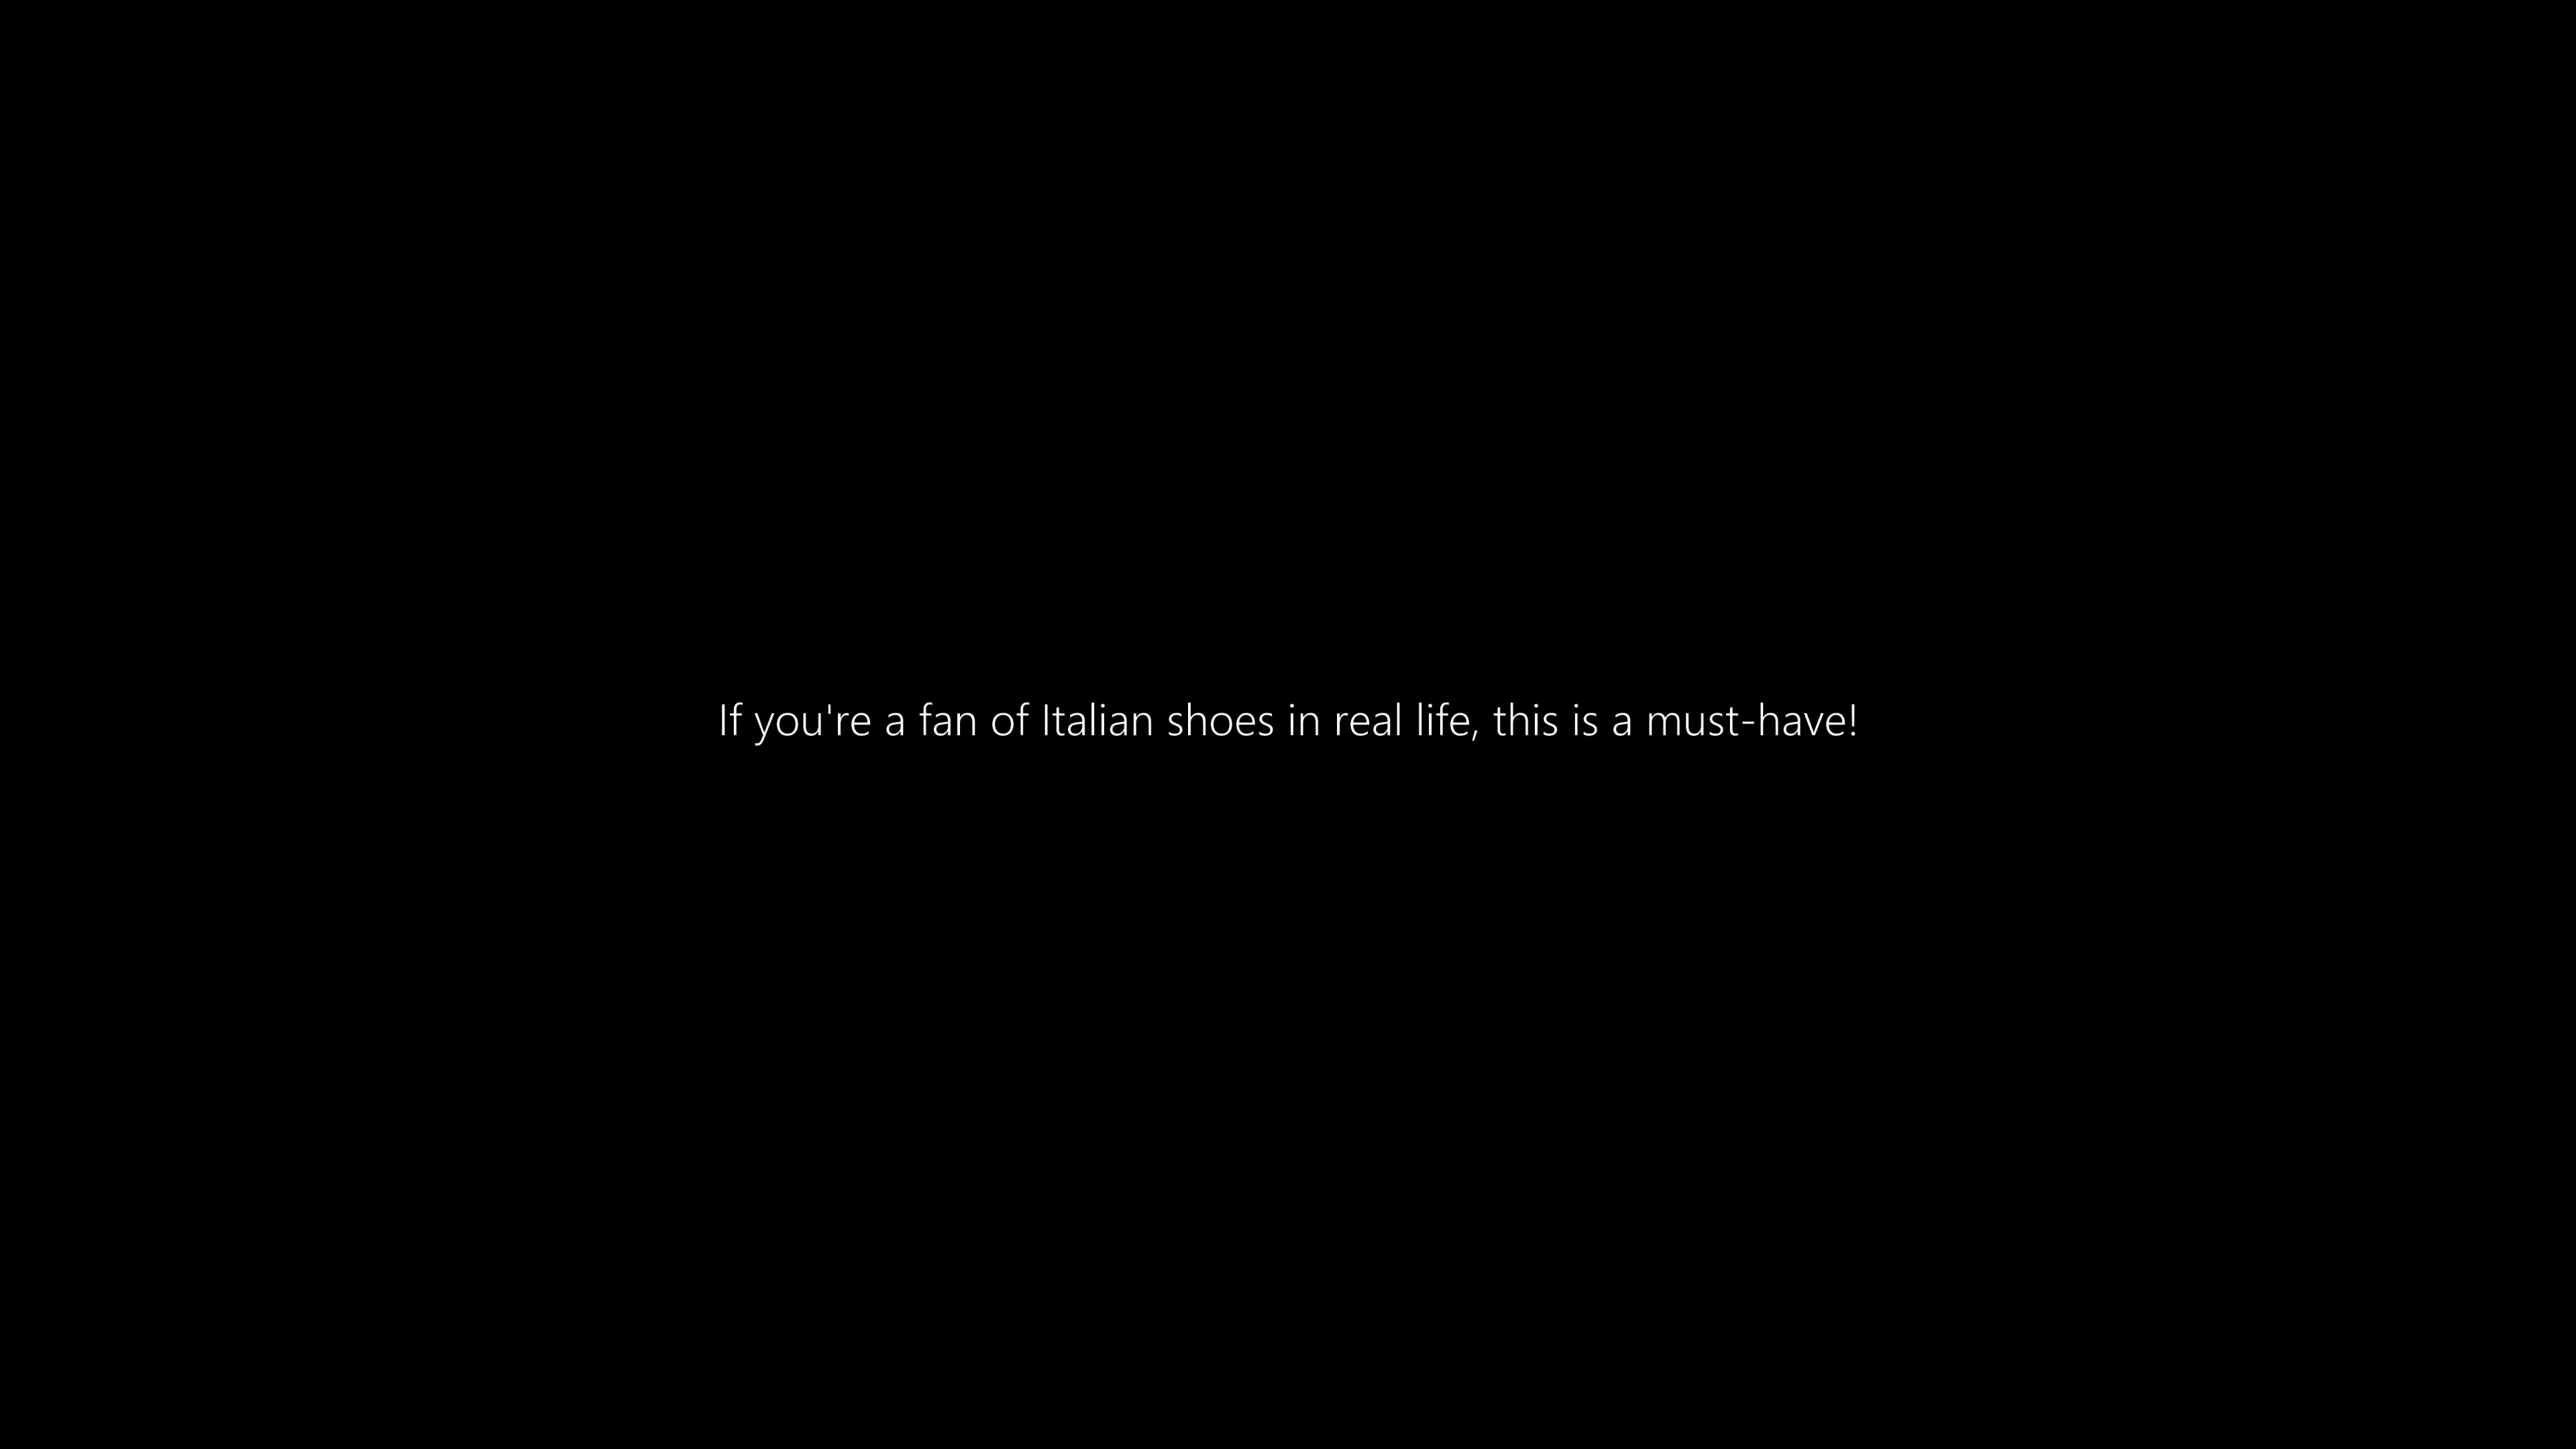 If you're a fan of Italian shoes in real life, this is a must-have!